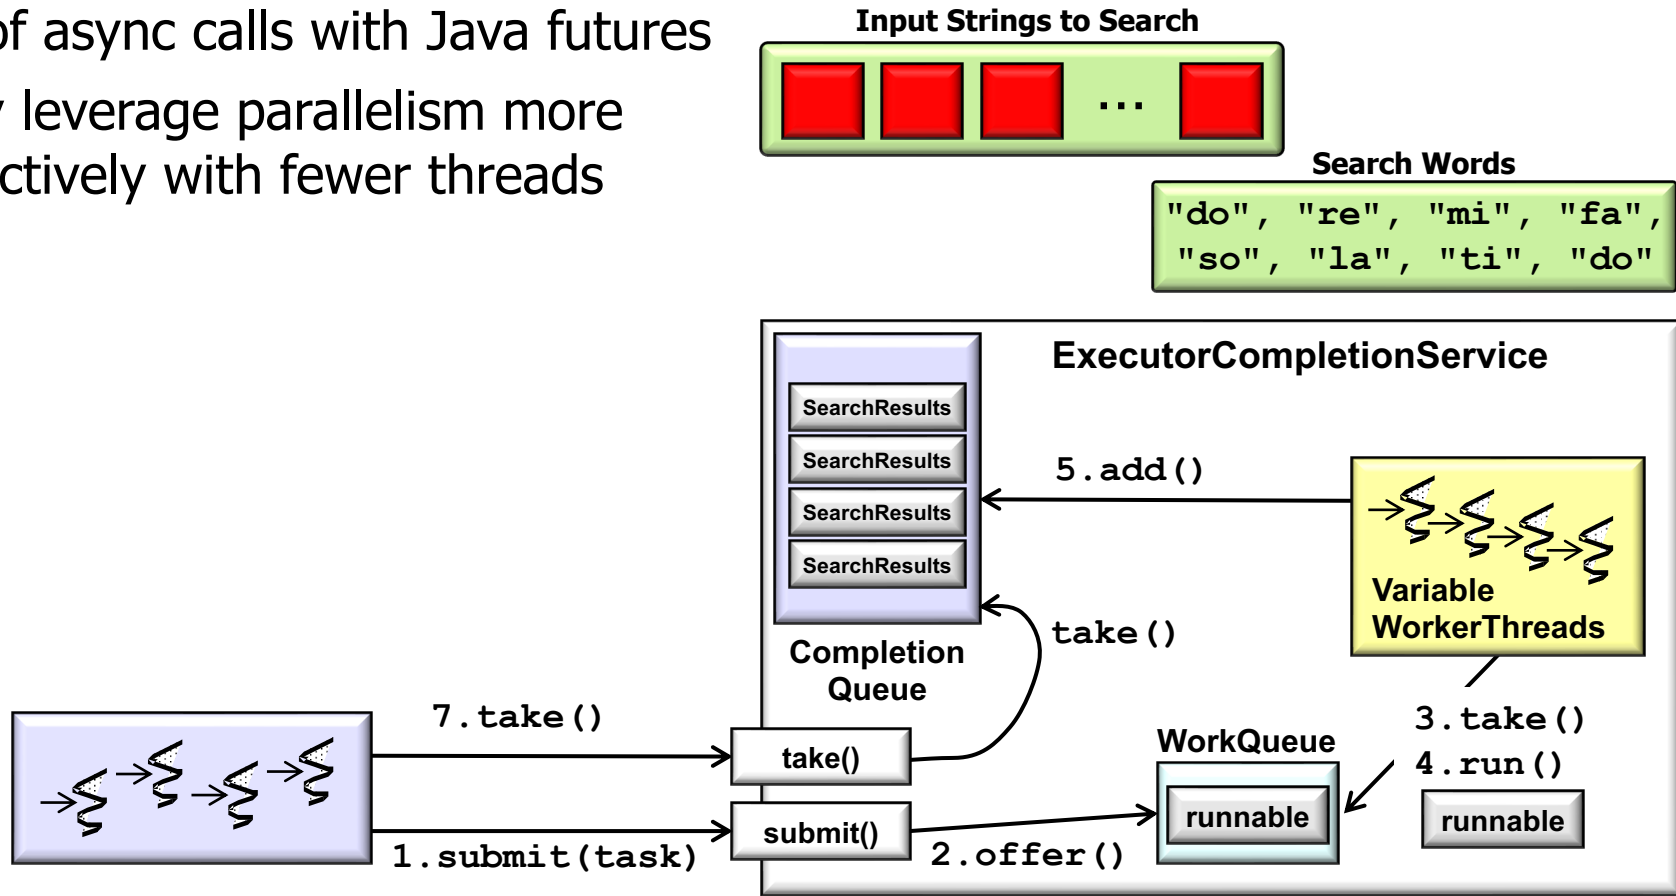 of async calls with Java futures
leverage parallelism more
ctively with fewer threads
Input Strings to Search
...
Search Words
"do", "re", "mi", "fa",
"so", "la", "ti", "do"
ExecutorCompletionService
SearchResults
SearchResults
SearchResults
SearchResults
Completion
Queue
5.add()
take()
Variable
WorkerThreads
7.take()
take()
1.submit(task)
submit()
2.offer()
WorkQueue
runnable
3.take()
4.run()
runnable